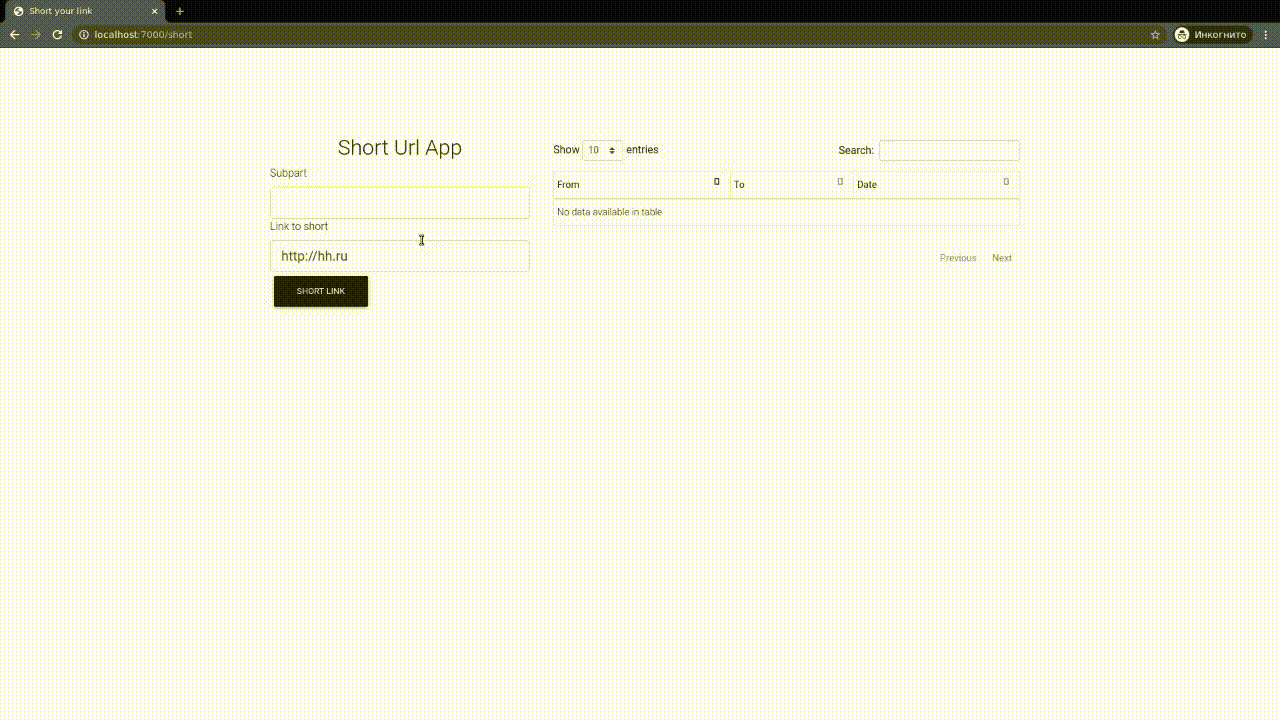 Short your link
localhost:7000/short
Инкогнито
Short Url App
Subpart
Link to short
http://hh.ru
SHORT LINK
Show 10 entries
Search:
From To Date
No data available in table
Previous Next